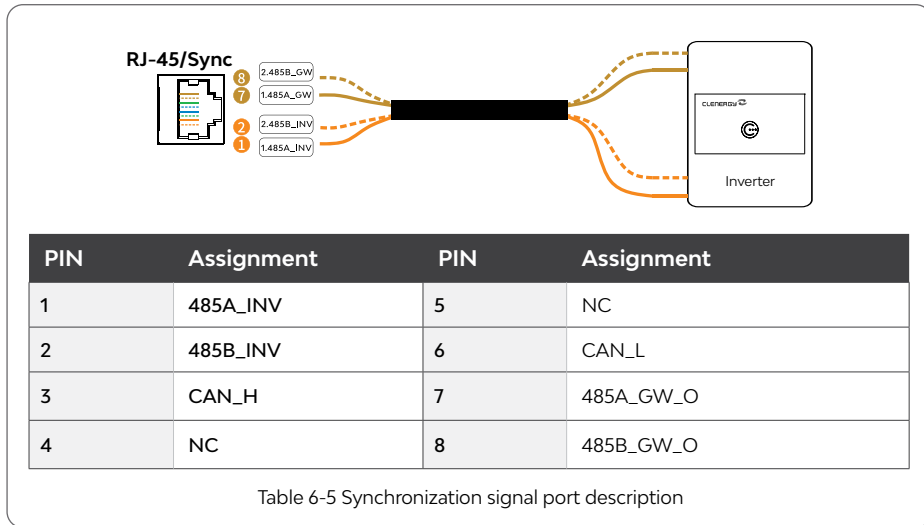 RJ-45/Sync
8 2.485B_GW
7 1.485A_GW
2 2.485B_INV
1 1.485A_INV
CLENERGY
Inverter
PIN Assignment PIN Assignment
1 485A_INV 5 NC
2 485B_INV 6 CAN_L
3 CAN_H 7 485A_GW_O
4 NC 8 485B_GW_O
Table 6-5 Synchronization signal port description